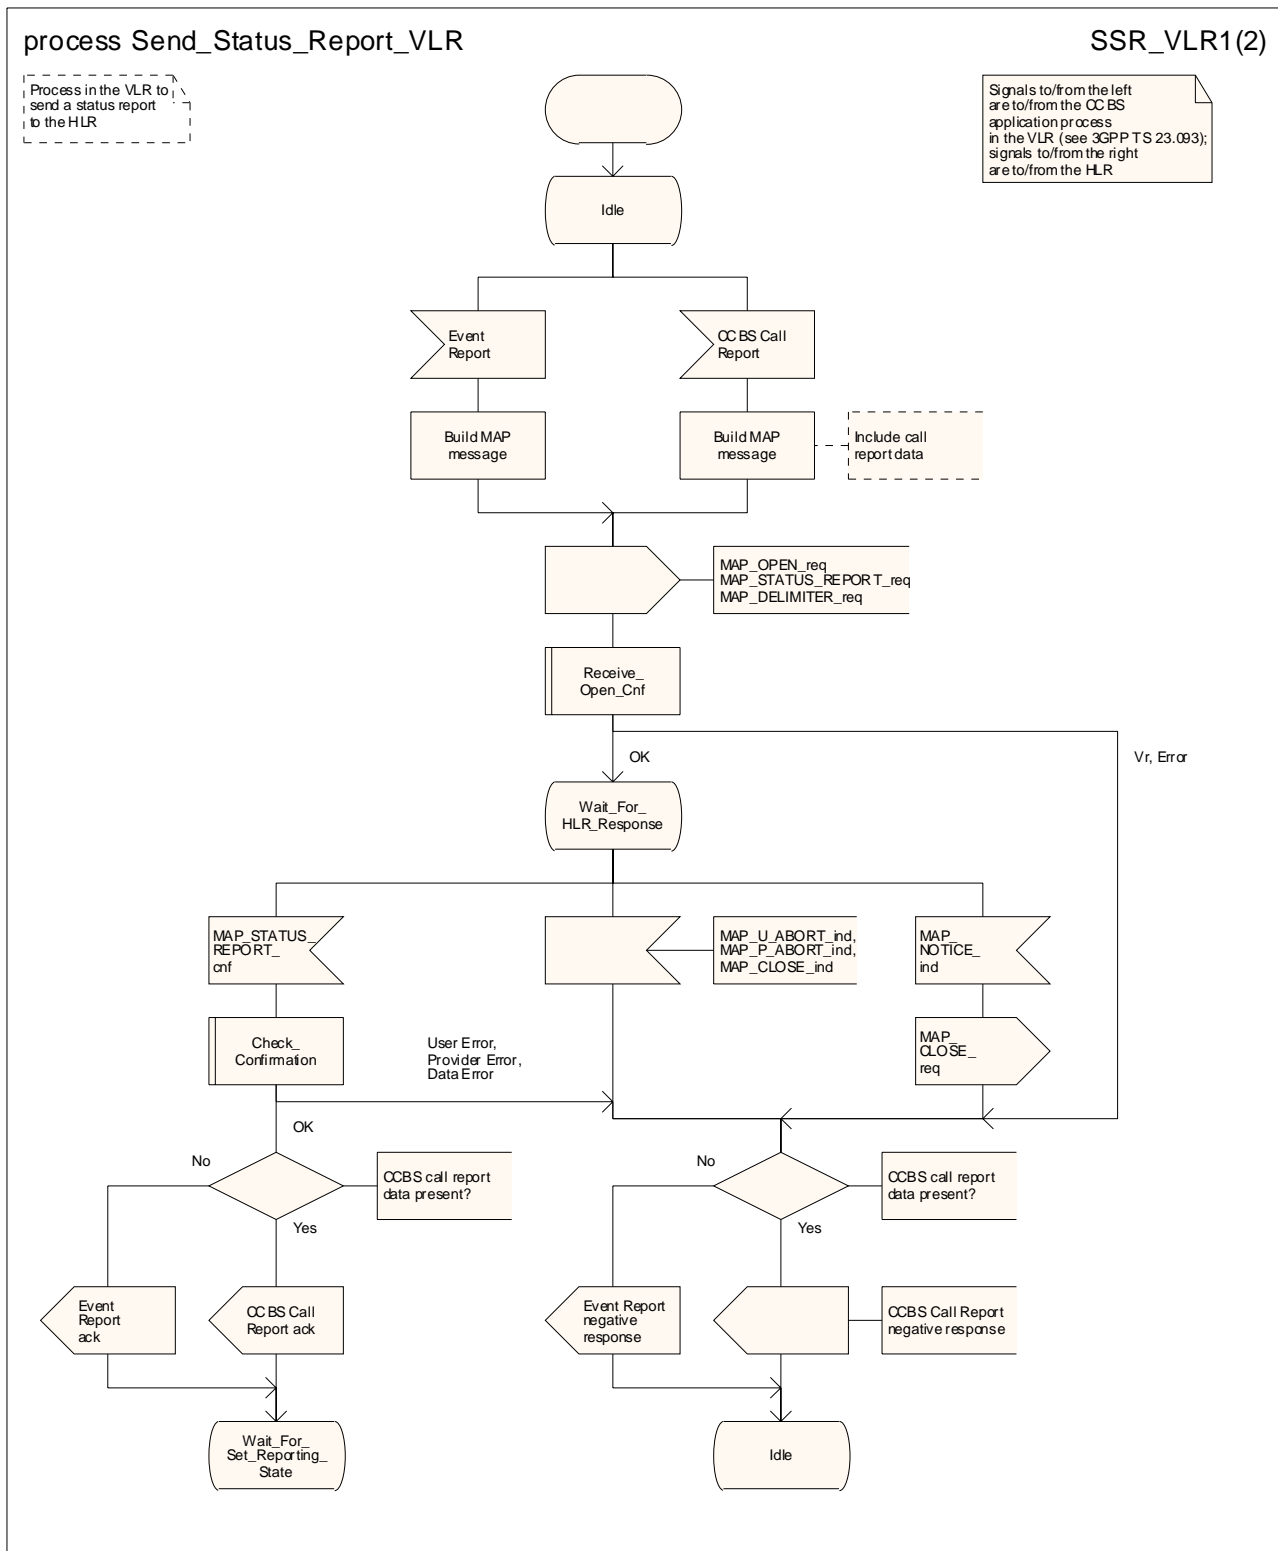 process Send_Status_Report_VLR
SSR_VLR1(2)
Process in the VLR to
send a status report
to the HLR
Signals to/from the left
are to/from the CCBS
application process
in the VLR (see 3GPP TS 23.093);
signals to/from the right
are to/from the HLR
Idle
Event
Report
CCBS Call
Report
Build MAP
message
Build MAP
message
Include call
report data
MAP_OPEN_req
MAP_STATUS_REPORT_req
MAP_DELIMITER_req
Receive_
Open_Cnf
OK
Vr, Error
Wait_For_
HLR_Response
MAP_STATUS_
REPORT_
cnf
MAP_U_ABORT_ind,
MAP_P_ABORT_ind,
MAP_CLOSE_ind
MAP_
NOTICE_
ind
Check_
Confirmation
User Error,
Provider Error,
Data Error
MAP_
CLOSE_
req
OK
No
CCBS call report
data present?
Yes
No
CCBS call report
data present?
Yes
Event
Report
ack
CCBS Call
Report ack
Event Report
negative
response
CCBS Call Report
negative response
Wait_For_
Set_Reporting_
State
Idle